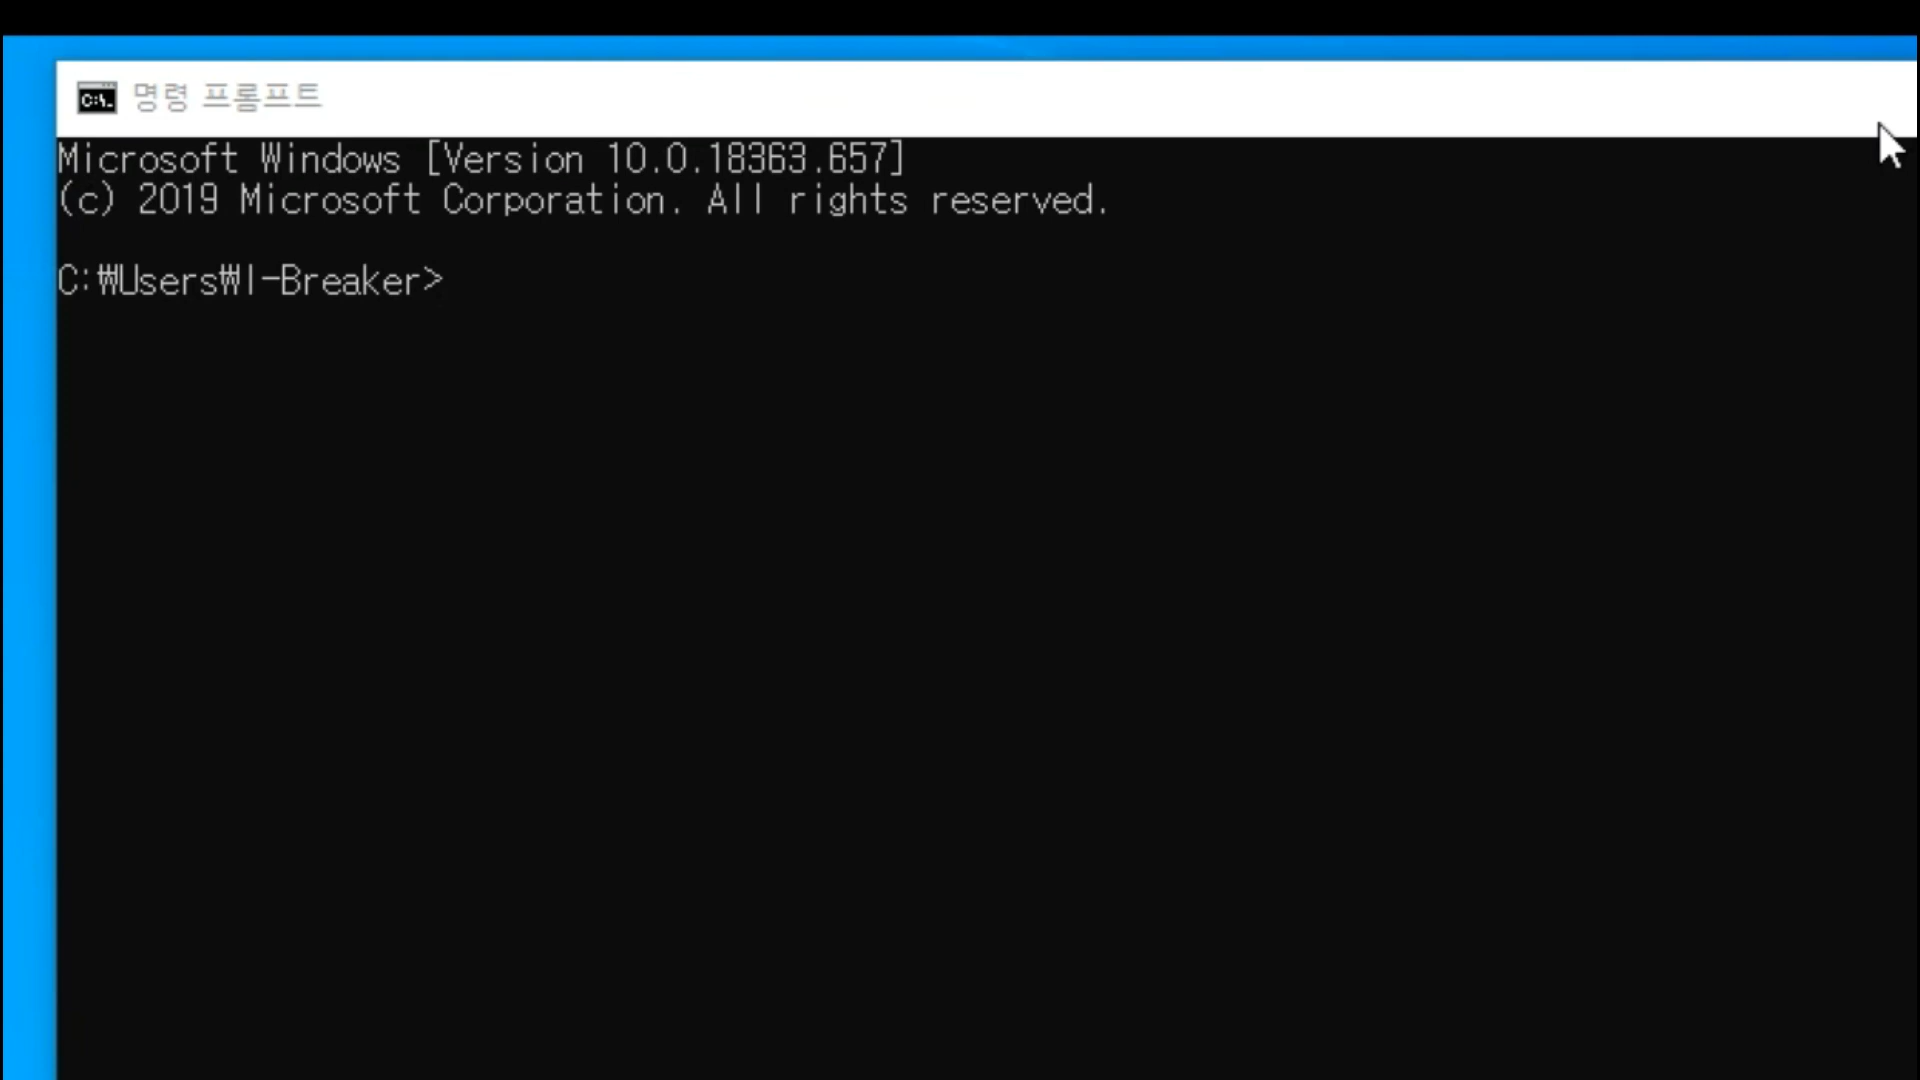 명령 프롬프트
Microsoft Windows [Version 10.0.18363.657]
(c) 2019 Microsoft Corporation. All rights reserved.
C:₩Users₩I-Breaker>